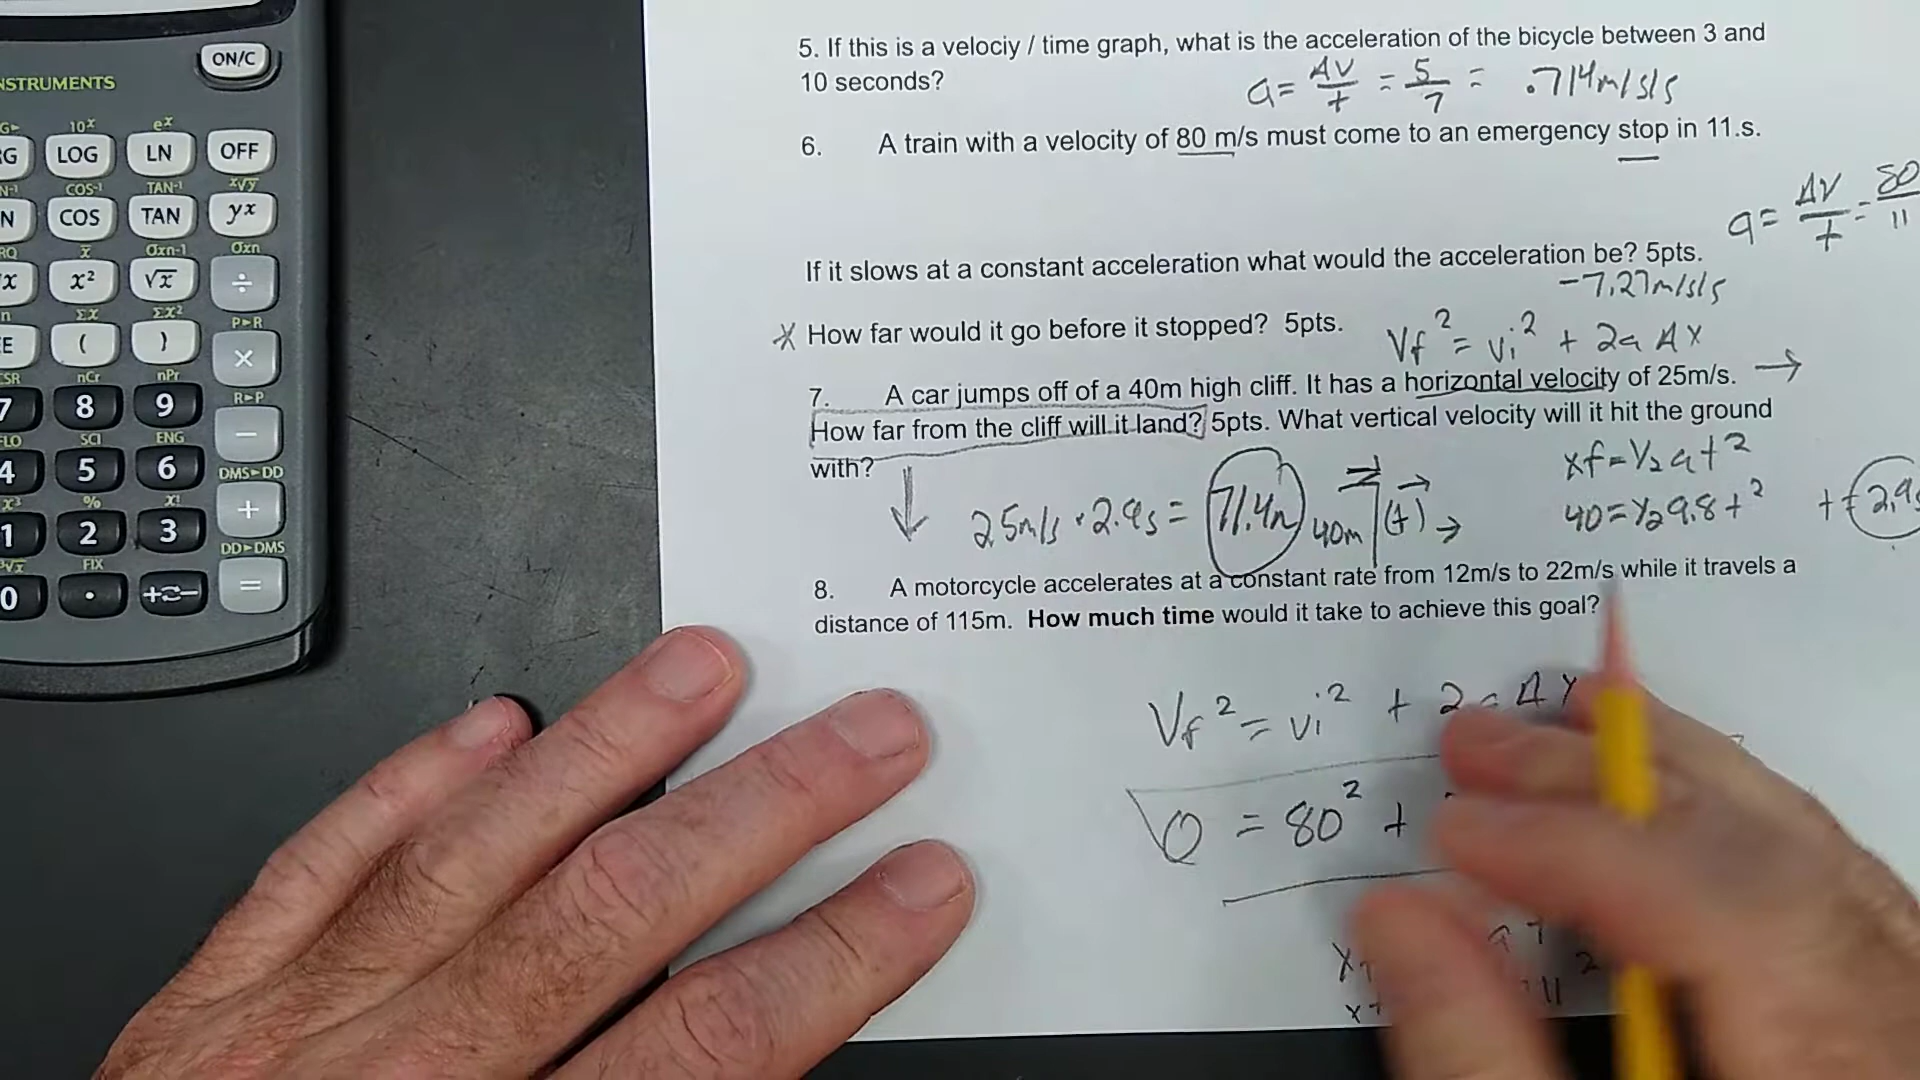 NSTRUMENTS
ON/C
10ˣ eˣ
LOG LN OFF
COS⁻¹ TAN⁻¹ ˣ√y
COS TAN yˣ
x̄ σxn-1 σxn
x² √x ÷
Σx Σx² P▸R
( ) ×
nCr nPr R▸P
7 8 9 −
FLO SCI ENG DMS▸DD
4 5 6 +
x³ % x! DD▸DMS
1 2 3 =
FIX
0 . +⇆−
5. If this is a velociy / time graph, what is the acceleration of the bicycle between 3 and
10 seconds?
a = ΔV/t = 5/7 = .714m/s/s
6. A train with a velocity of 80 m/s must come to an emergency stop in 11.s.
a = ΔV/t = 80/11
If it slows at a constant acceleration what would the acceleration be? 5pts.
-7.27m/s/s
How far would it go before it stopped? 5pts.
Vf² = Vi² + 2a ΔX
7. A car jumps off of a 40m high cliff. It has a horizontal velocity of 25m/s. →
How far from the cliff will it land? 5pts. What vertical velocity will it hit the ground
with?
xf = ½at²
25m/s · 2.9s = 71.4m 40m (t)
40 = ½9.8t²
8. A motorcycle accelerates at a constant rate from 12m/s to 22m/s while it travels a
distance of 115m. How much time would it take to achieve this goal?
Vf² = Vi² + 2a ΔX
0 = 80² +